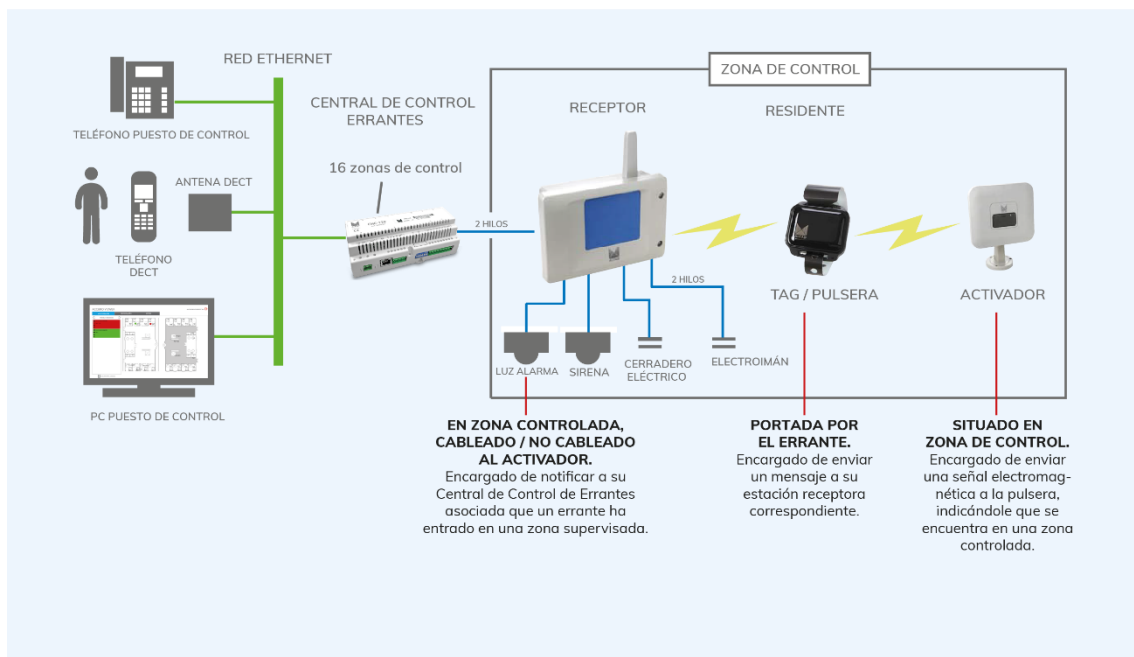 RED ETHERNET
ZONA DE CONTROL
CENTRAL DE CONTROL
ERRANTES
RECEPTOR
RESIDENTE
TELÉFONO PUESTO DE CONTROL
16 zonas de control
ANTENA DECT
2 HILOS
TELÉFONO
DECT
2 HILOS
TAG / PULSERA
ACTIVADOR
LUZ ALARMA
SIRENA
CERRADERO
ELÉCTRICO
ELECTROIMÁN
PC PUESTO DE CONTROL
EN ZONA CONTROLADA,
CABLEADO / NO CABLEADO
AL ACTIVADOR.
Encargado de notificar a su
Central de Control de Errantes
asociada que un errante ha
entrado en una zona supervisada.
PORTADA POR
EL ERRANTE.
Encargado de enviar
un mensaje a su
estación receptora
correspondiente.
SITUADO EN
ZONA DE CONTROL.
Encargado de enviar
una señal electromag-
nética a la pulsera,
indicándole que se
encuentra en una zona
controlada.